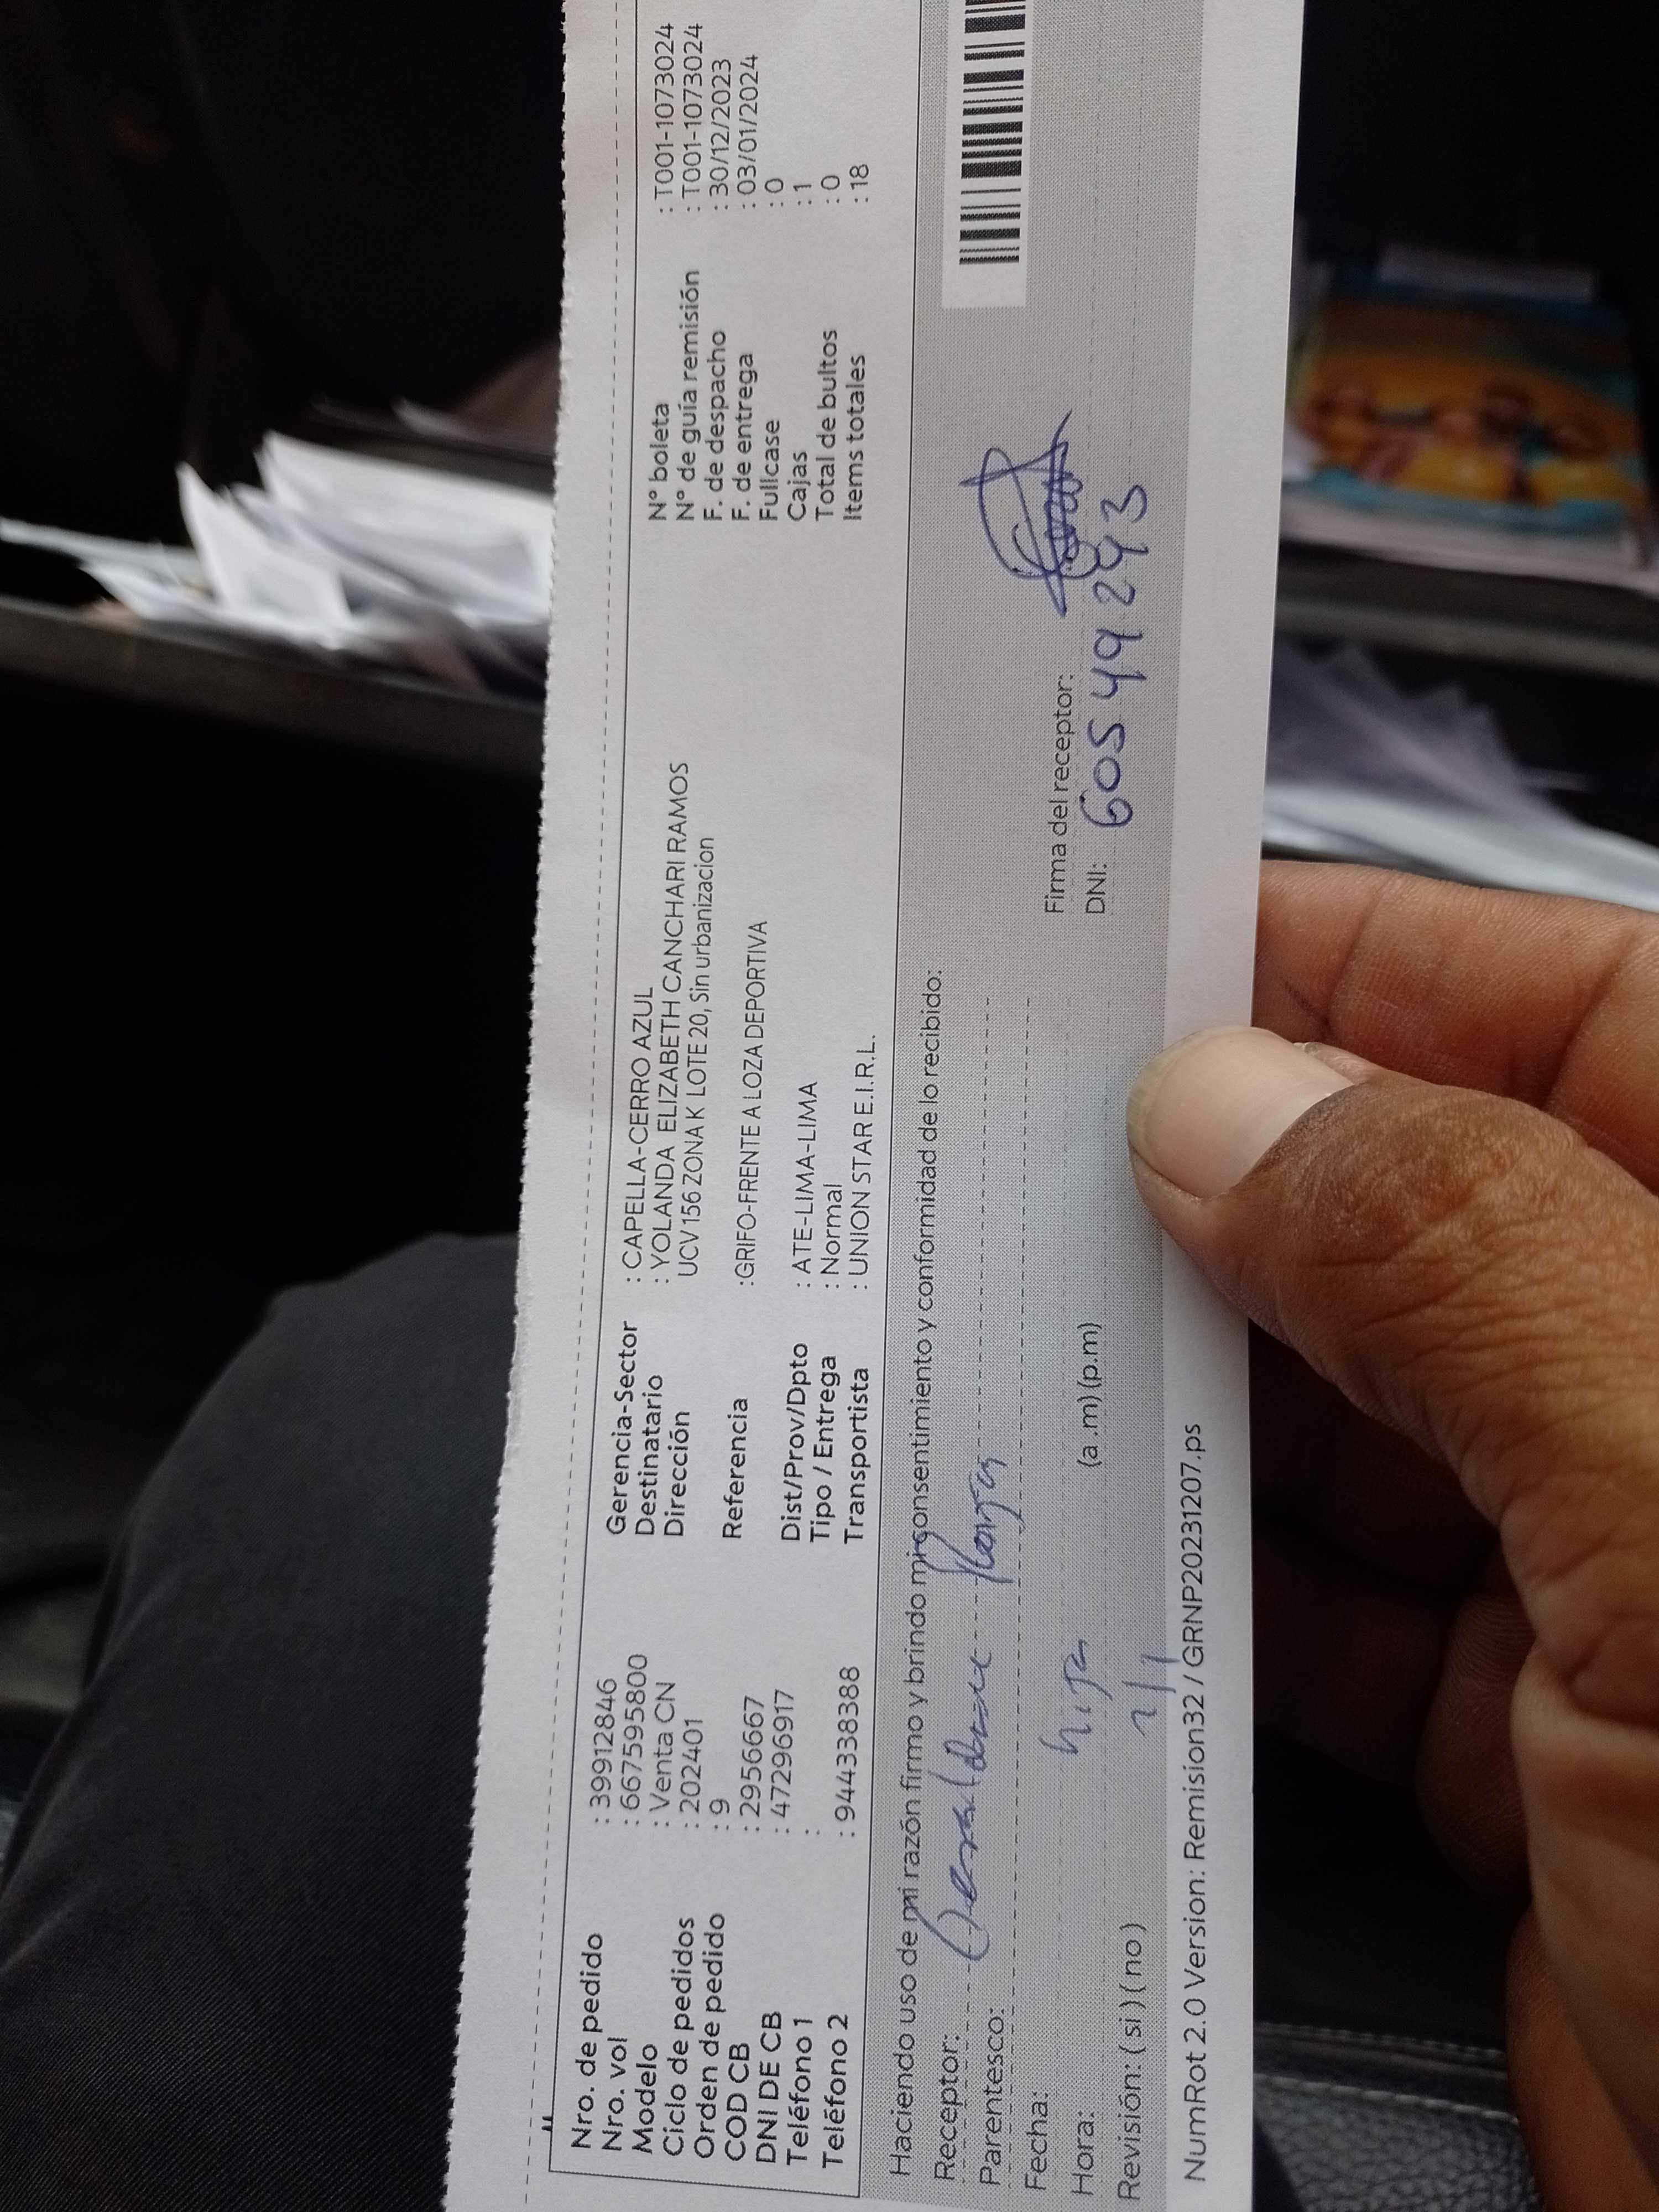 Nro. de pedido : 39912846
Nro. vol : 667595800
Modelo : Venta CN
Ciclo de pedidos : 202401
Orden de pedido : 9
COD CB : 2956667
DNI DE CB : 47296917
Teléfono 1 :
Teléfono 2 : 944338388
Gerencia-Sector : CAPELLA-CERRO AZUL
Destinatario : YOLANDA ELIZABETH CANCHARI RAMOS
Dirección UCV 156 ZONA K LOTE 20, Sin urbanizacion
Referencia :GRIFO-FRENTE A LOZA DEPORTIVA
Dist/Prov/Dpto : ATE-LIMA-LIMA
Tipo / Entrega : Normal
Transportista : UNION STAR E.I.R.L.
N° boleta : T001-1073024
N° de guía remisión : T001-1073024
F. de despacho : 30/12/2023
F. de entrega : 03/01/2024
Fullcase : 0
Cajas : 1
Total de bultos : 0
Items totales : 18
Haciendo uso de mi razón firmo y brindo mi consentimiento y conformidad de lo recibido:
Receptor:
Parentesco:
Fecha: hija
Hora: (a .m) (p.m)
Revisión: ( si ) ( no )
Firma del receptor:
DNI: 60549293
NumRot 2.0 Version: Remision32 / GRNP20231207.ps